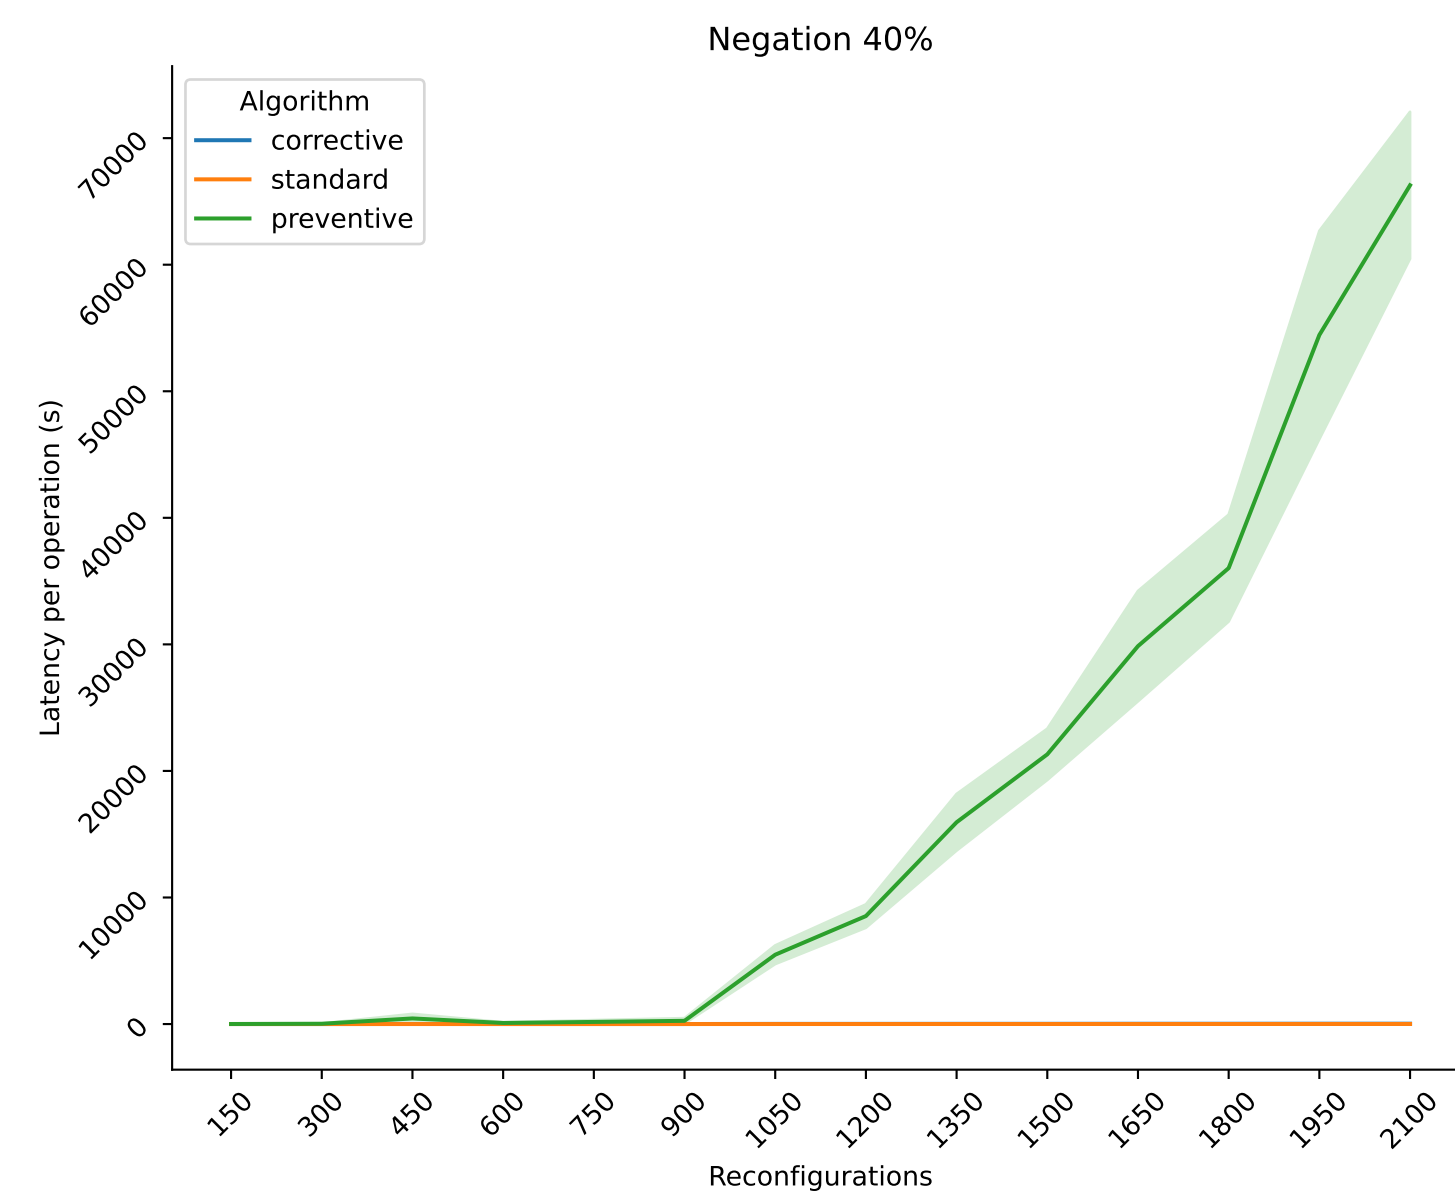 Negation 40%
Algorithm
corrective
standard
preventive
Latency per operation (s)
70000
60000
50000
40000
30000
20000
10000
0
150 300 450 600 750 900 1050 1200 1350 1500 1650 1800 1950 2100
Reconfigurations